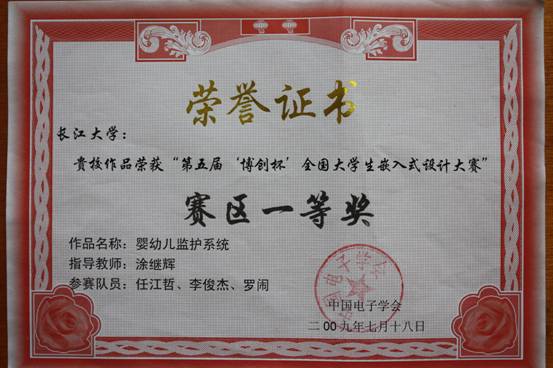 荣誉证书
长江大学：
贵校作品荣获“第五届‘博创杯’全国大学生嵌入式设计大赛”
赛区一等奖
作品名称：婴幼儿监护系统
指导教师：涂继辉
参赛队员：任江哲、李俊杰、罗闹
中国电子学会
二00九年七月十八日